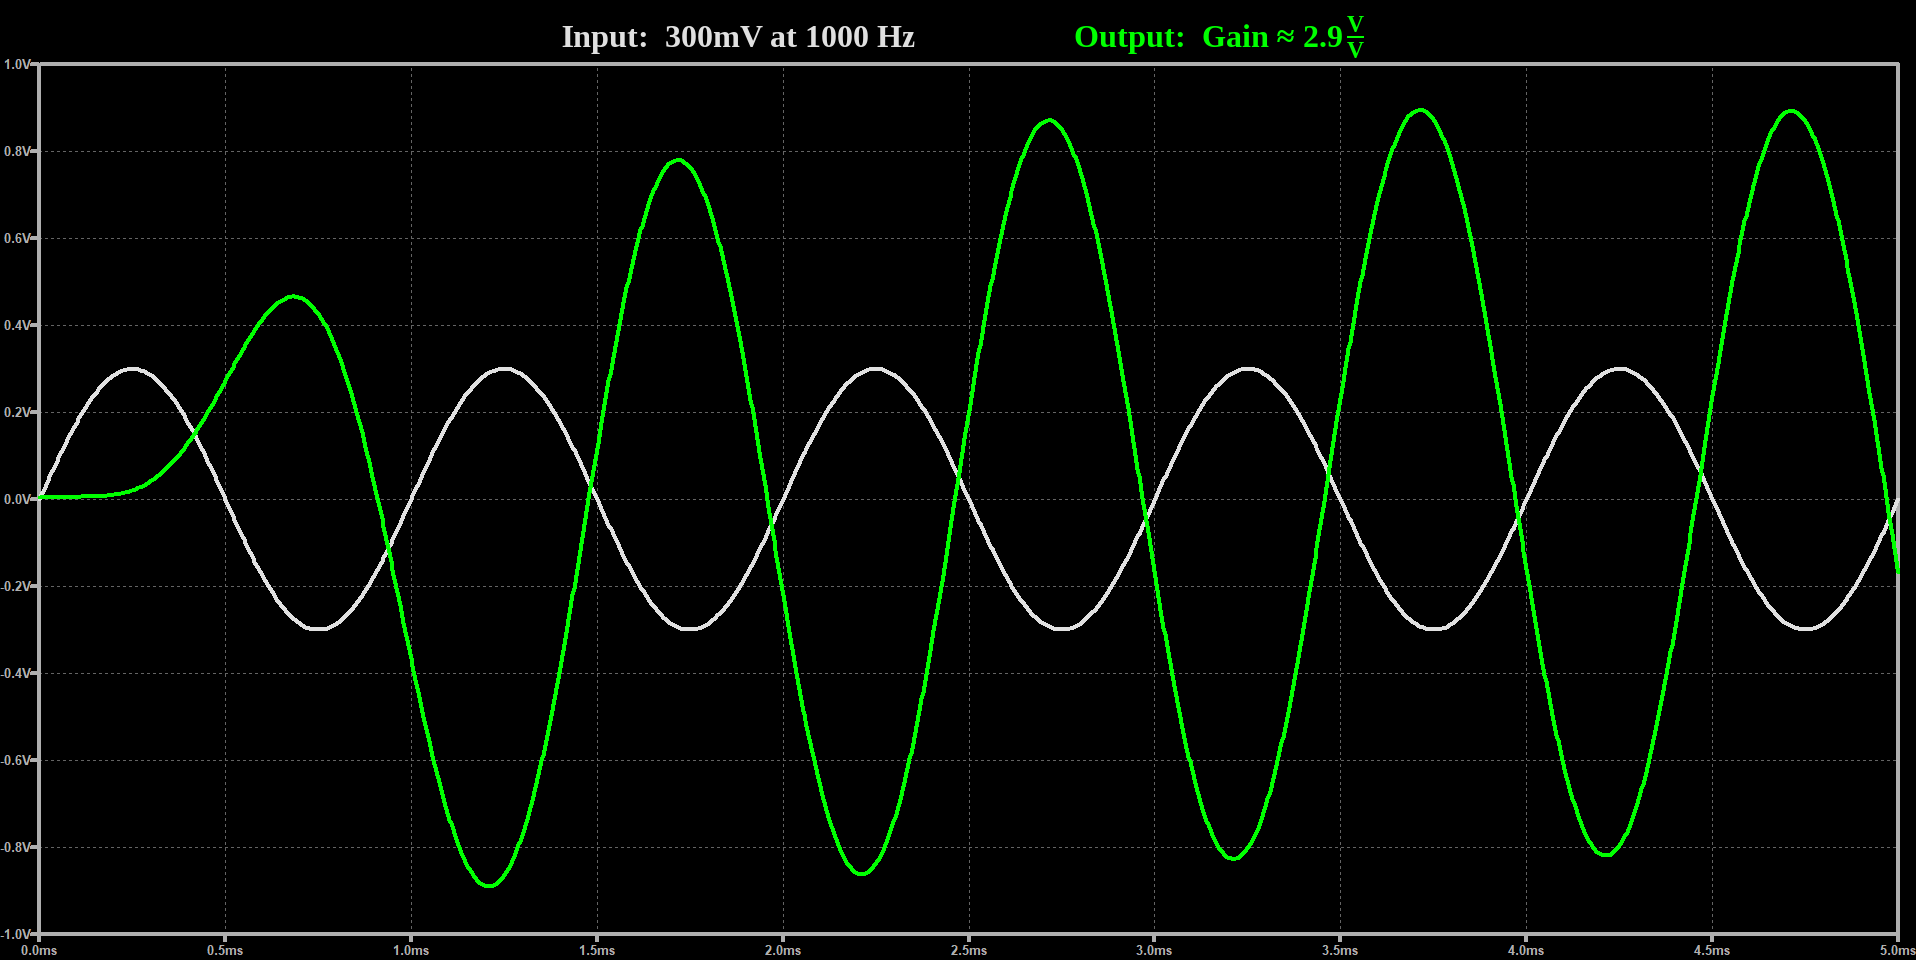 Input: 300mV at 1000 Hz
Output: Gain ≈ 2.9 V/V
1.0V
0.8V
0.6V
0.4V
0.2V
0.0V
-0.2V
-0.4V
-0.6V
-0.8V
-1.0V
0.0ms 0.5ms 1.0ms 1.5ms 2.0ms 2.5ms 3.0ms 3.5ms 4.0ms 4.5ms 5.0ms